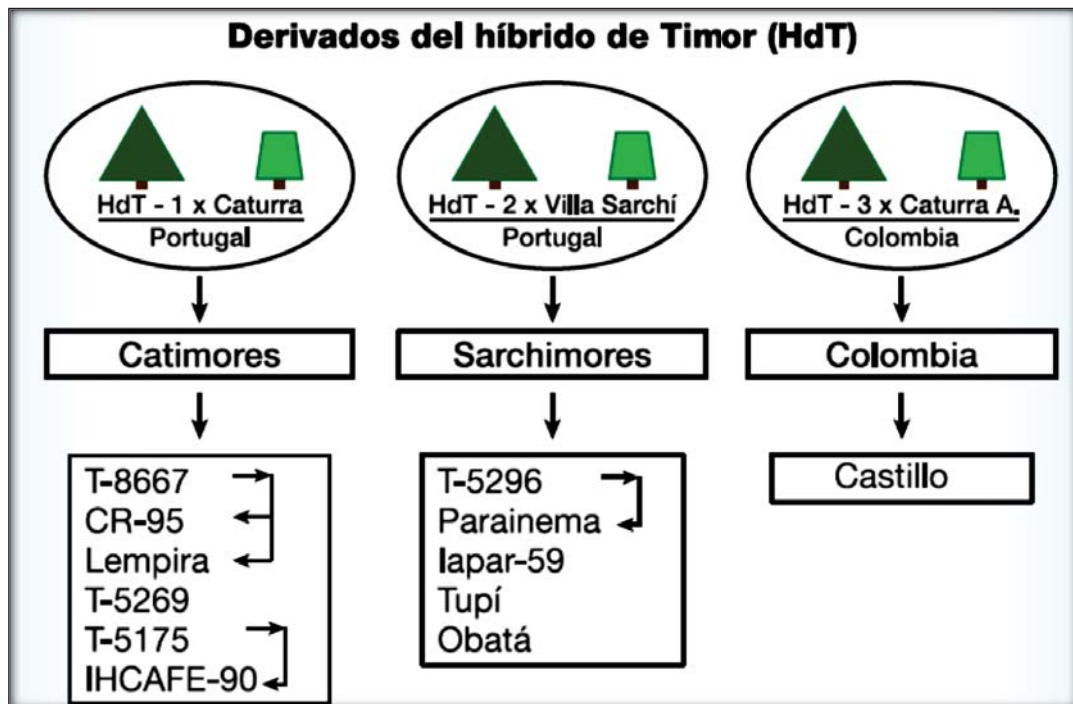 Derivados del híbrido de Timor (HdT)
HdT - 1 x Caturra
Portugal
HdT - 2 x Villa Sarchí
Portugal
HdT - 3 x Caturra A.
Colombia
Catimores
Sarchimores
Colombia
T-8667
CR-95
Lempira
T-5269
T-5175
IHCAFE-90
T-5296
Parainema
Iapar-59
Tupí
Obatá
Castillo